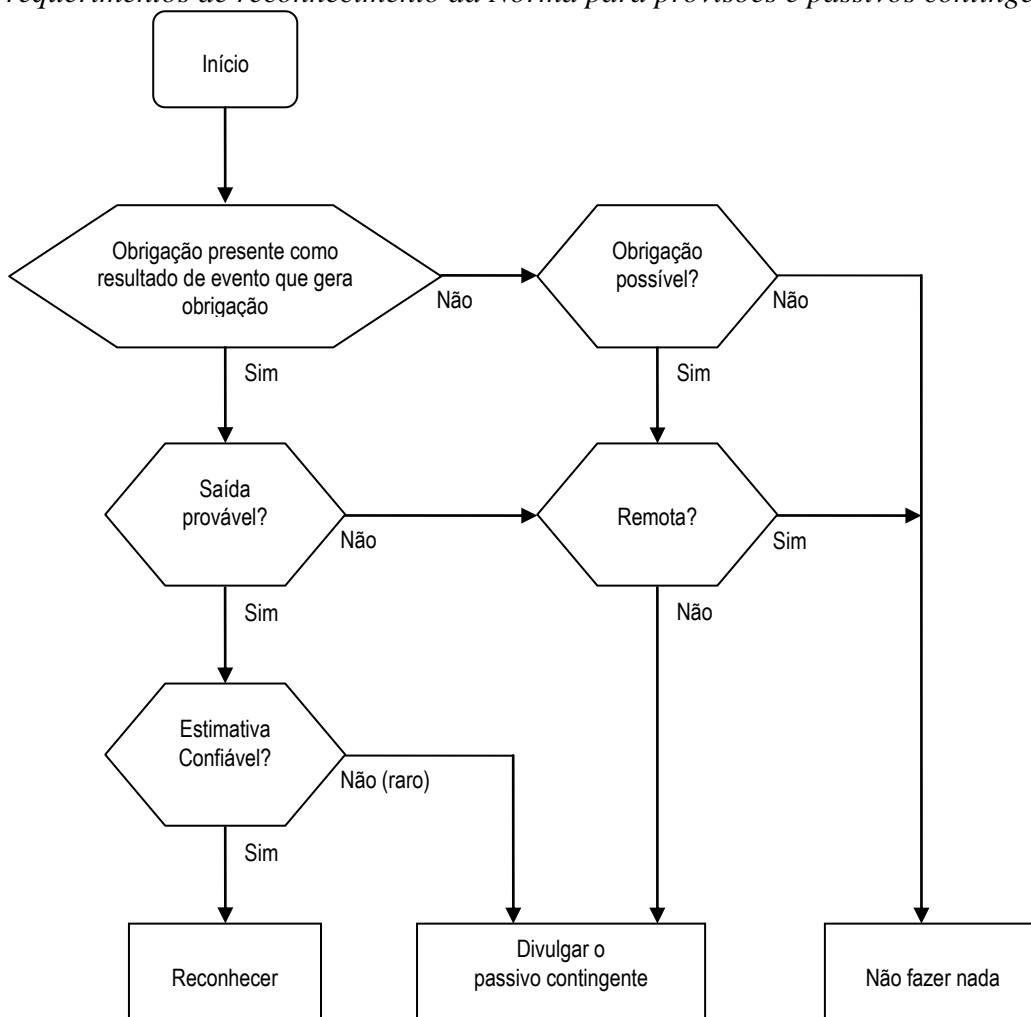 requerimentos de reconhecimento da Norma para provisões e passivos
Início
Obrigação presente como
resultado de evento que gera
obrigação
Não
Obrigação
possível?
Não
Sim
Sim
Saída
provável?
Não
Remota?
Sim
Sim
Não
Estimativa
Confiável?
Não (raro)
Sim
Reconhecer
Divulgar o
passivo contingente
Não fazer nada